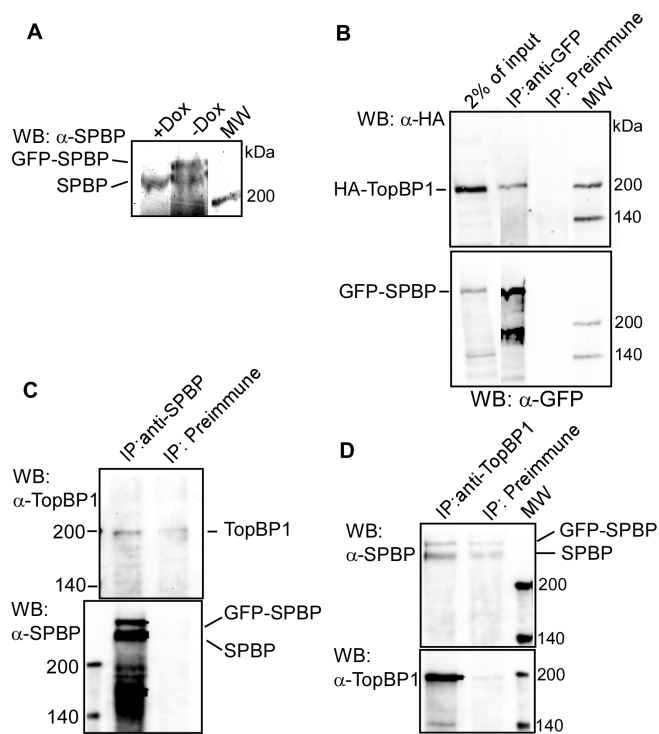 A
+Dox
-Dox
MW
WB: α-SPBP
kDa
GFP-SPBP
SPBP
200
B
2% of input
IP:anti-GFP
IP: Preimmune
MW
WB: α-HA
kDa
HA-TopBP1
200
140
GFP-SPBP
200
140
WB: α-GFP
C
IP:anti-SPBP
IP: Preimmune
WB:
α-TopBP1
200
TopBP1
140
WB:
α-SPBP
GFP-SPBP
SPBP
200
140
D
IP:anti-TopBP1
IP: Preimmune
MW
WB:
α-SPBP
GFP-SPBP
SPBP
200
140
WB:
α-TopBP1
200
140